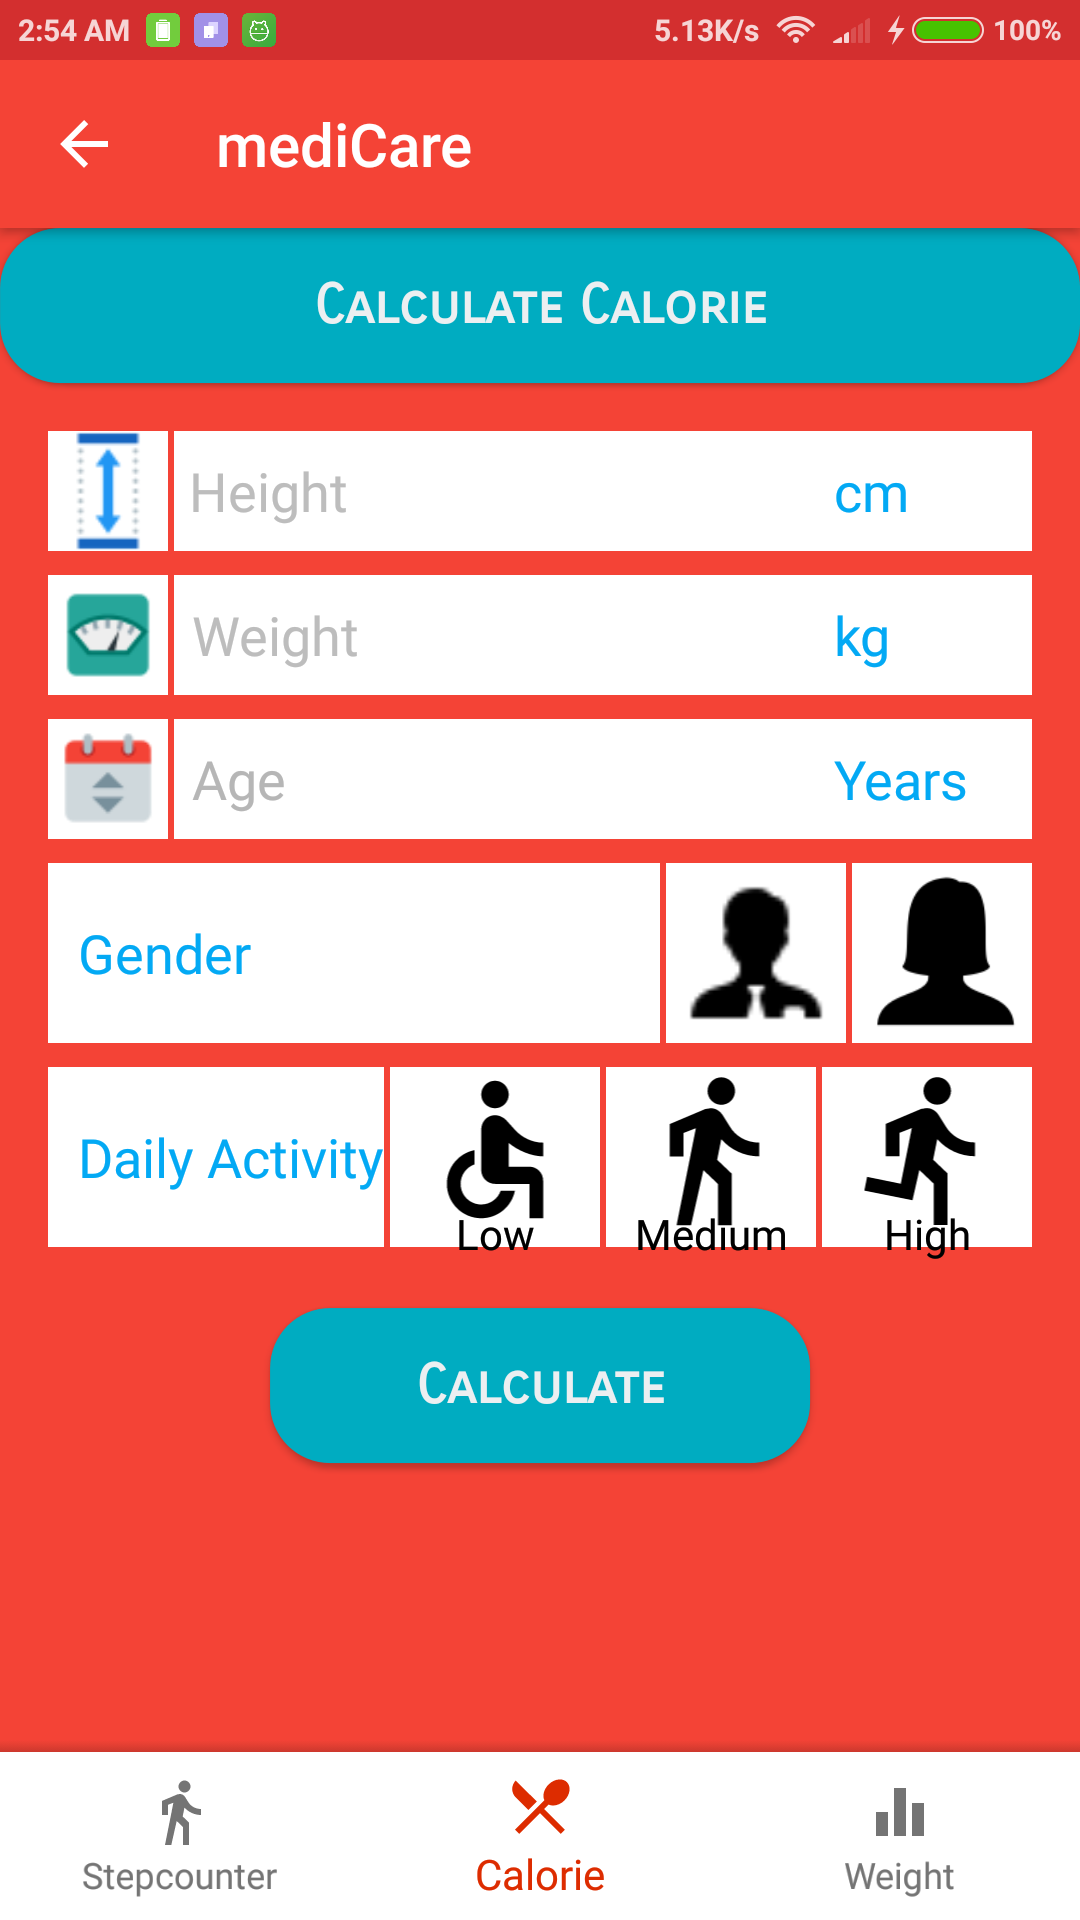 2:54 AM 5.13K/s 100%
mediCare
Calculate Calorie
Height cm
Weight kg
Age Years
Gender
Daily Activity Low Medium High
Calculate
Stepcounter Calorie Weight